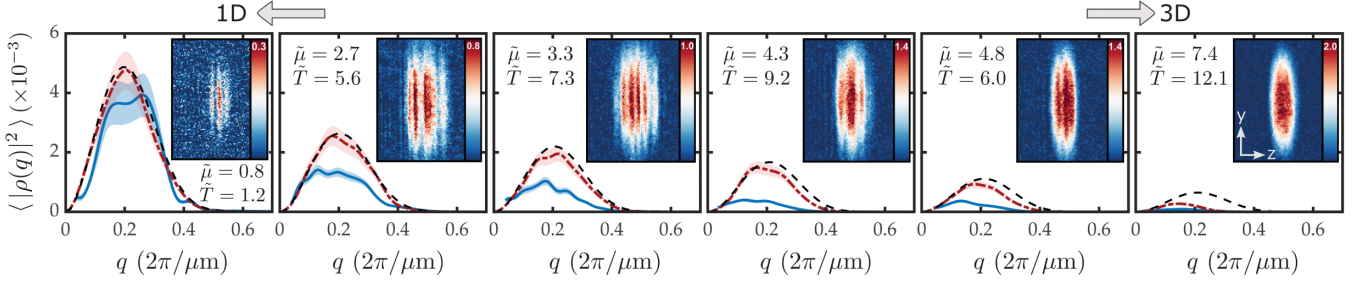 1D 3D
⟨|ρ(q)|²⟩ (×10⁻³)
6
4
2
0
0.3
μ̃ = 0.8
T̃ = 1.2
0 0.2 0.4 0.6
q (2π/μm)
μ̃ = 2.7
T̃ = 5.6
0.8
0 0.2 0.4 0.6
q (2π/μm)
μ̃ = 3.3
T̃ = 7.3
1.0
0 0.2 0.4 0.6
q (2π/μm)
μ̃ = 4.3
T̃ = 9.2
1.4
0 0.2 0.4 0.6
q (2π/μm)
μ̃ = 4.8
T̃ = 6.0
1.4
0 0.2 0.4 0.6
q (2π/μm)
μ̃ = 7.4
T̃ = 12.1
2.0
y
z
0 0.2 0.4 0.6
q (2π/μm)